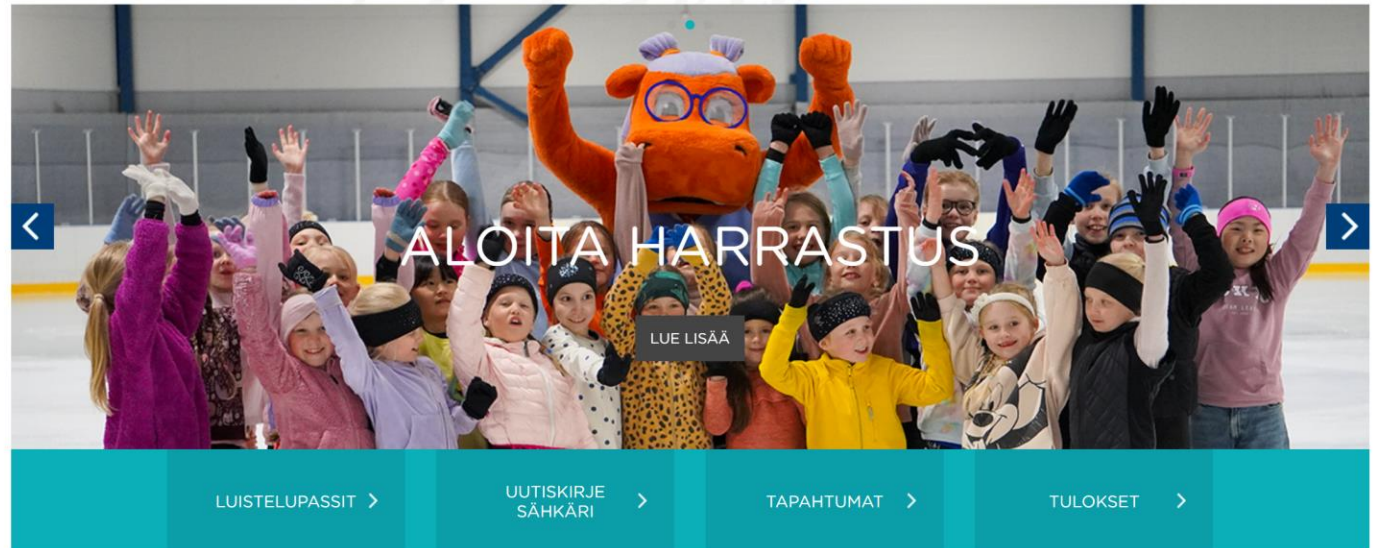 ALOITA HARRASTUS
LUE LISÄÄ
LUISTELUPASSIT
UUTISKIRJE
SÄHKÄRI
TAPAHTUMAT
TULOKSET